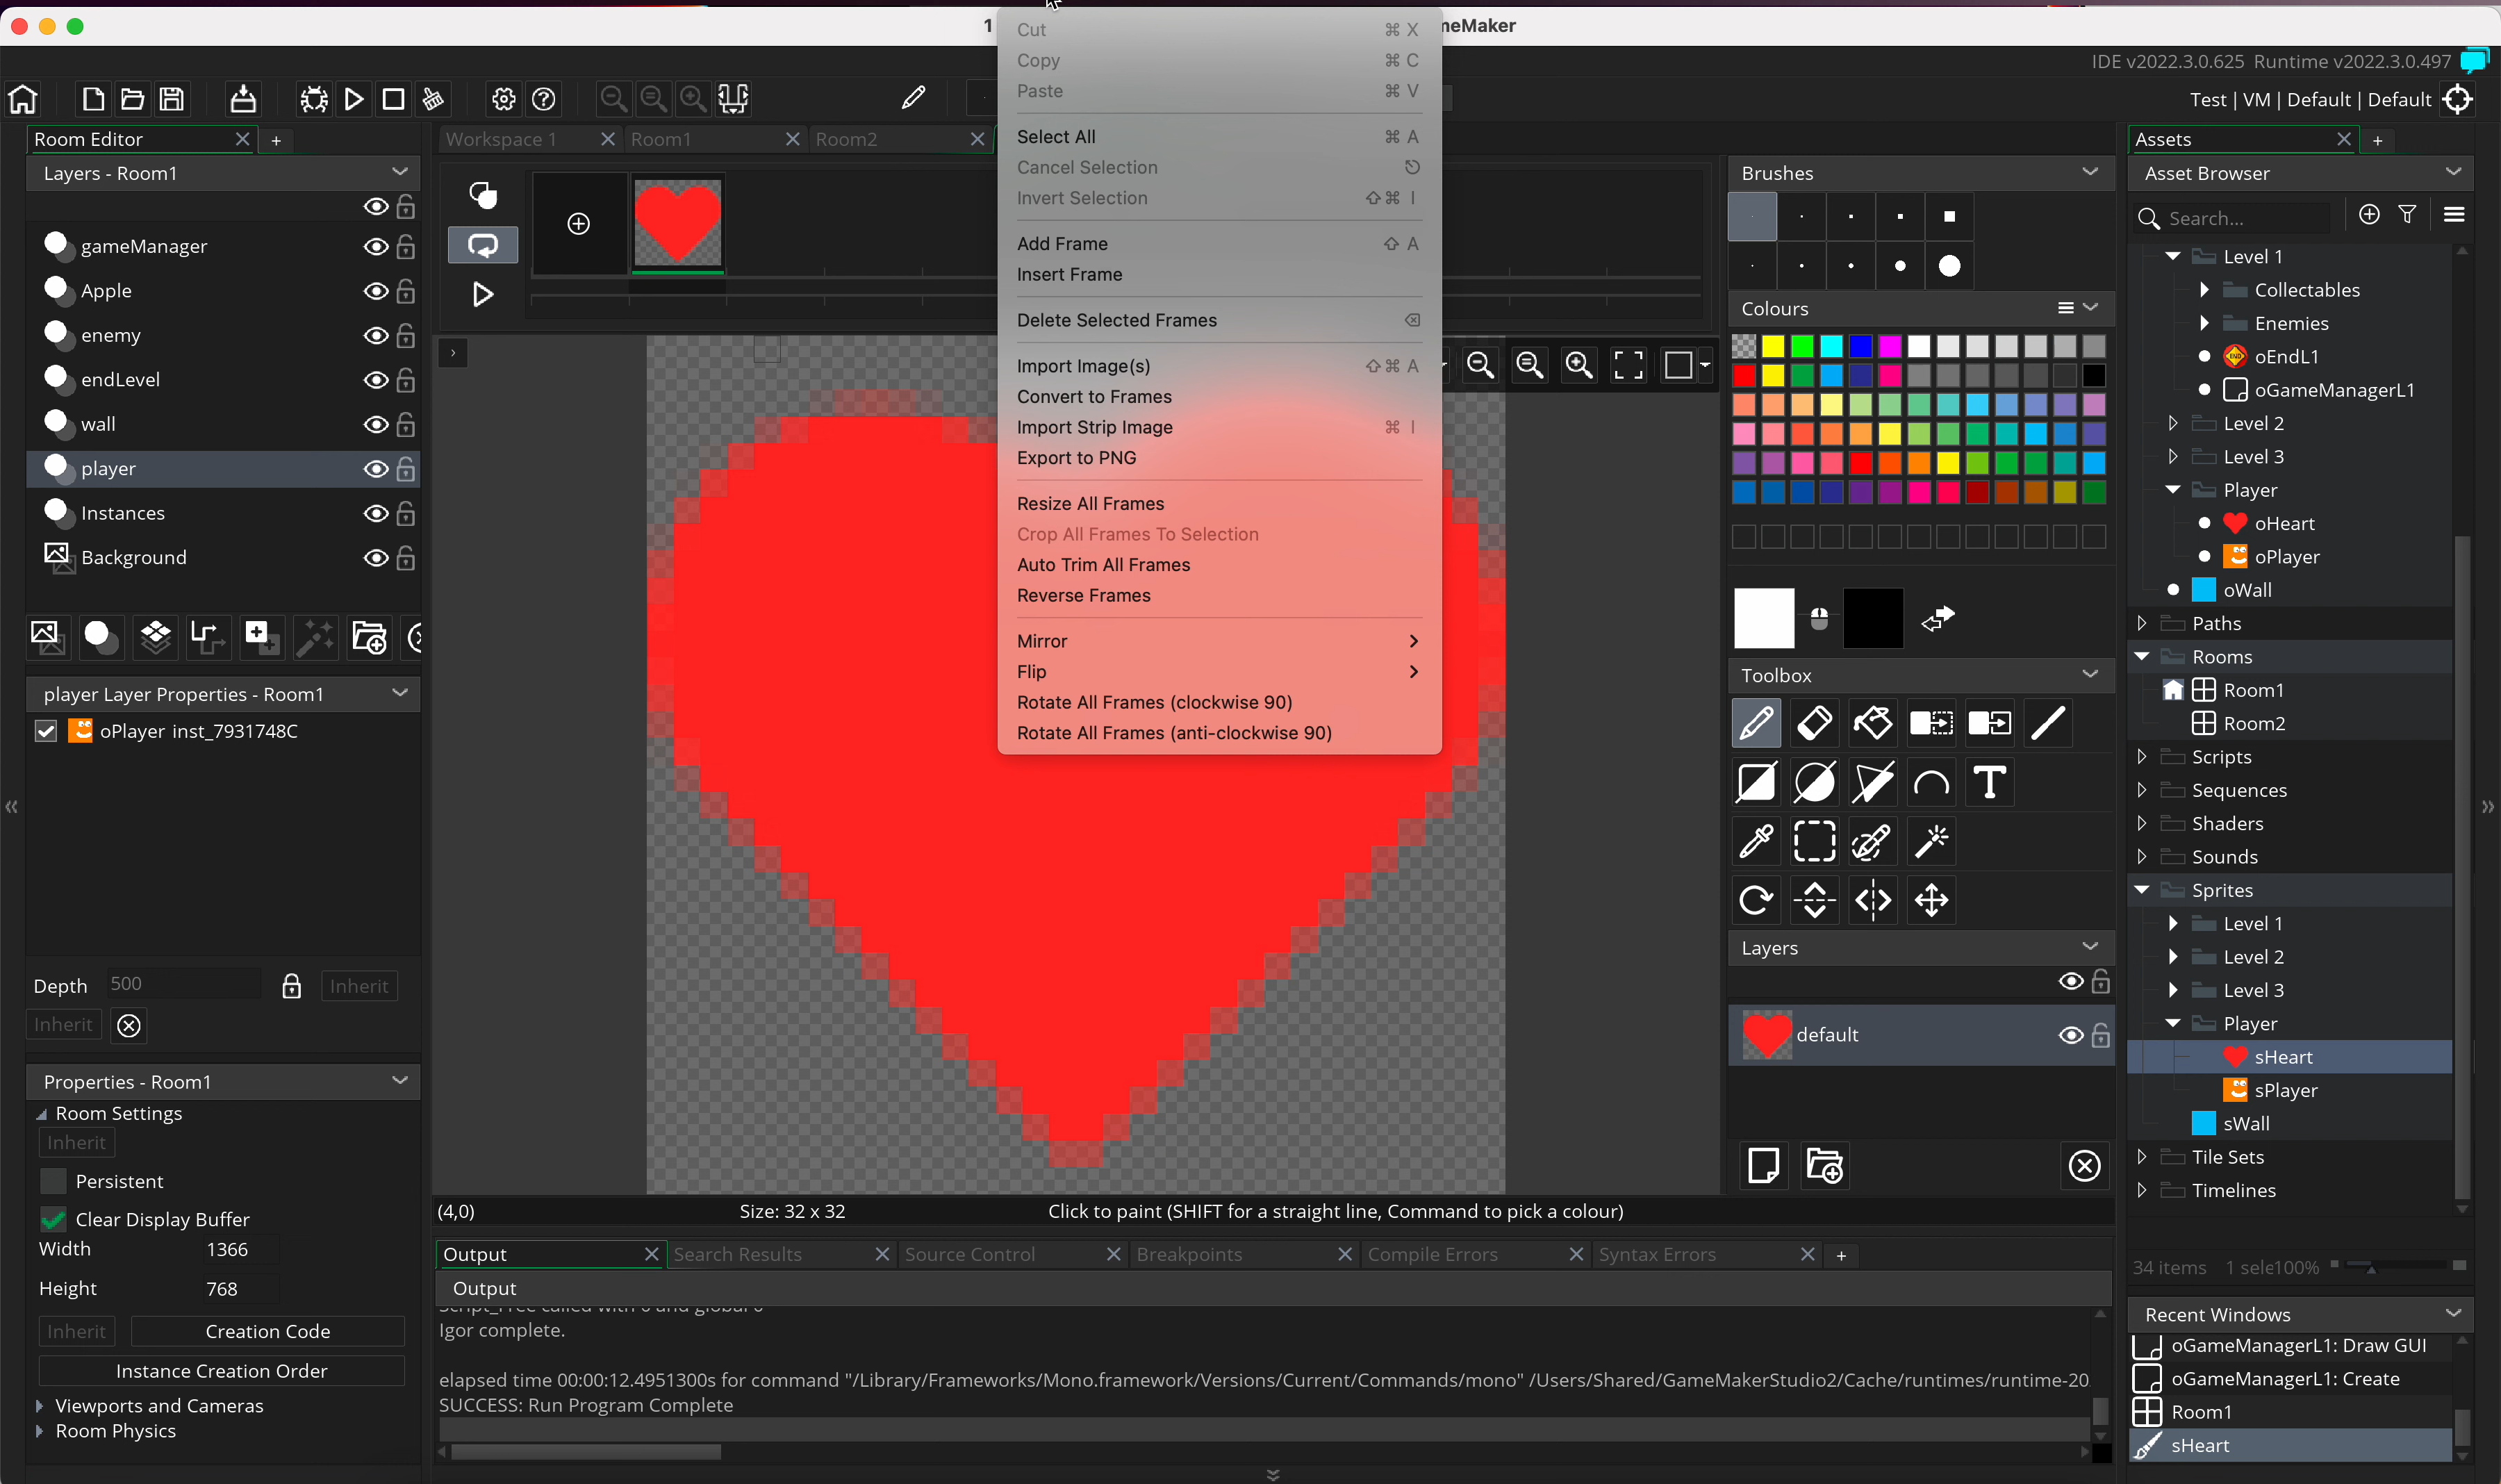 1
neMaker
IDE v2022.3.0.625 Runtime v2022.3.0.497
Test | VM | Default | Default
Cut ⌘ X
Copy ⌘ C
Paste ⌘ V
Select All ⌘ A
Cancel Selection
Invert Selection ⇧⌘ I
Add Frame ⇧ A
Insert Frame
Delete Selected Frames
Import Image(s) ⇧⌘ A
Convert to Frames
Import Strip Image ⌘ I
Export to PNG
Resize All Frames
Crop All Frames To Selection
Auto Trim All Frames
Reverse Frames
Mirror
Flip
Rotate All Frames (clockwise 90)
Rotate All Frames (anti-clockwise 90)
Room Editor
Layers - Room1
gameManager
Apple
enemy
endLevel
wall
player
Instances
Background
player Layer Properties - Room1
oPlayer inst_7931748C
Depth 500 Inherit
Inherit
Properties - Room1
Room Settings
Inherit
Persistent
Clear Display Buffer
Width 1366
Height 768
Inherit Creation Code
Instance Creation Order
Viewports and Cameras
Room Physics
Workspace 1 Room1 Room2
(4,0) Size: 32 x 32 Click to paint (SHIFT for a straight line, Command to pick a colour)
Output Search Results Source Control Breakpoints Compile Errors Syntax Errors
Output
Igor complete.
elapsed time 00:00:12.4951300s for command "/Library/Frameworks/Mono.framework/Versions/Current/Commands/mono" /Users/Shared/GameMakerStudio2/Cache/runtimes/runtime-20
SUCCESS: Run Program Complete
Brushes
Colours
Toolbox
T
Layers
default
Assets
Asset Browser
Search...
Level 1
Collectables
Enemies
END
oEndL1
oGameManagerL1
Level 2
Level 3
Player
oHeart
oPlayer
oWall
Paths
Rooms
Room1
Room2
Scripts
Sequences
Shaders
Sounds
Sprites
Level 1
Level 2
Level 3
Player
sHeart
sPlayer
sWall
Tile Sets
Timelines
34 items 1 sele 100%
Recent Windows
oGameManagerL1: Draw GUI
oGameManagerL1: Create
Room1
sHeart